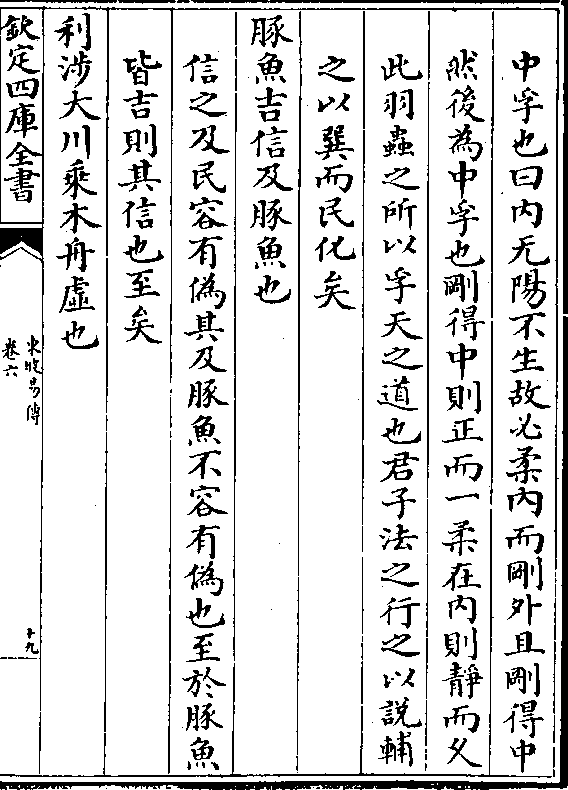 中孚也曰内无陽不生故必柔内而剛外且剛得中
然後為中孚也剛得中則正而一柔在内則靜而久
此羽蟲之所以孚天之道也君子法之行之以說輔
之以巽而民化矣
豚魚吉信及豚魚也
信之及民容有偽其及豚魚不容有偽也至於豚魚
皆吉則其信也至矣
利涉大川乘木舟虛也
欽定四庫全書
東坡易傳
卷六
十九